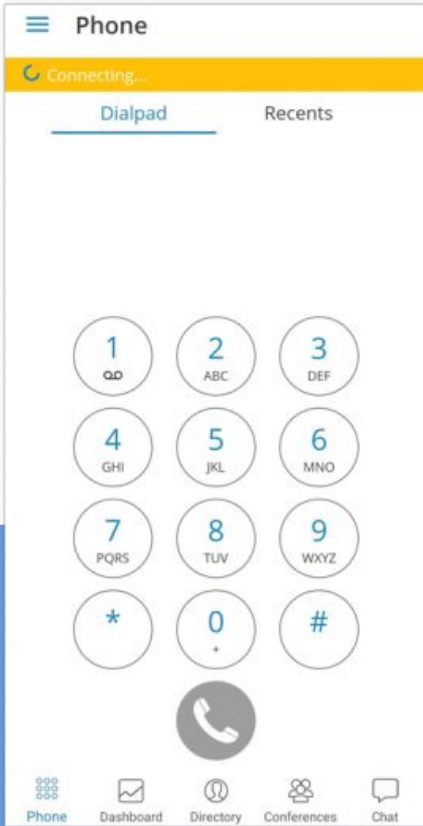 Phone
Connecting...
Dialpad Recents
1 2 3
ABC DEF
4 5 6
GHI JKL MNO
7 8 9
PQRS TUV WXYZ
* 0 #
+
Phone Dashboard Directory Conferences Chat